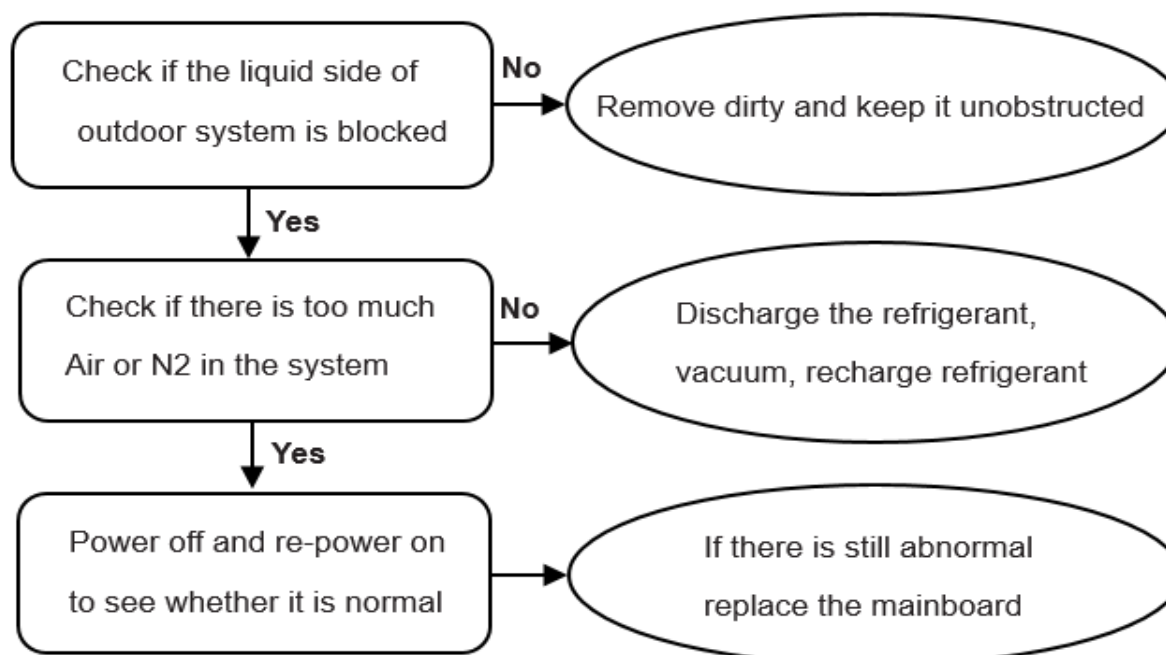 Check if the liquid side of
outdoor system is blocked
No
Remove dirty and keep it unobstructed
Yes
Check if there is too much
Air or N2 in the system
No
Discharge the refrigerant,
vacuum, recharge refrigerant
Yes
Power off and re-power on
to see whether it is normal
If there is still abnormal
replace the mainboard